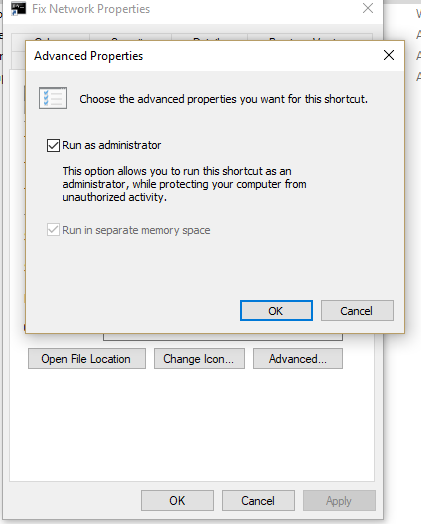 Fix Network Properties
Advanced Properties
Choose the advanced properties you want for this shortcut.
Run as administrator
This option allows you to run this shortcut as an
administrator, while protecting your computer from
unauthorized activity.
Run in separate memory space
OK Cancel
Open File Location Change Icon... Advanced...
OK Cancel Apply